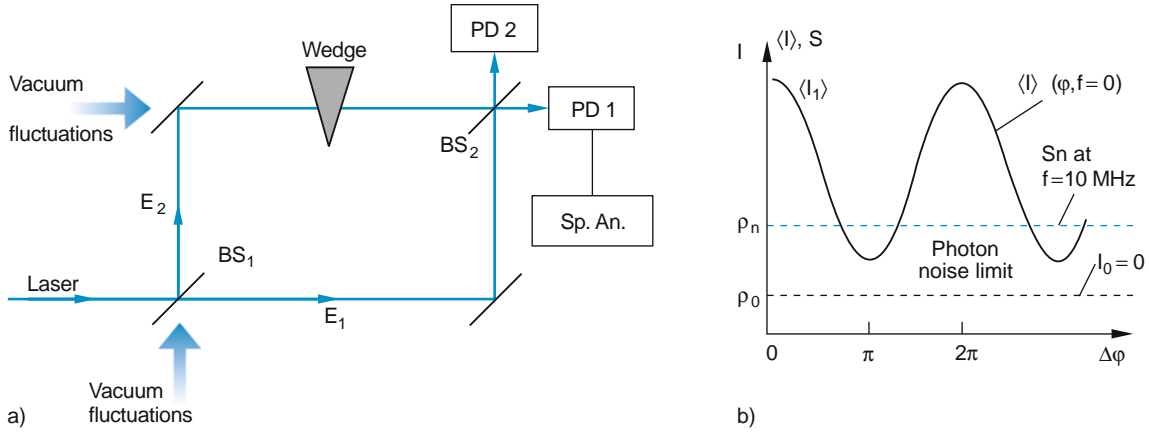 PD 2
Wedge
Vacuum
fluctuations
PD 1
BS₂
E₂
Sp. An.
BS₁
Laser
E₁
Vacuum
fluctuations
a)
I
⟨I⟩, S
⟨I₁⟩
⟨I⟩ (φ,f=0)
Sn at
f=10 MHz
ρₙ
Photon
noise limit
I₀=0
ρ₀
0
π
2π
Δφ
b)